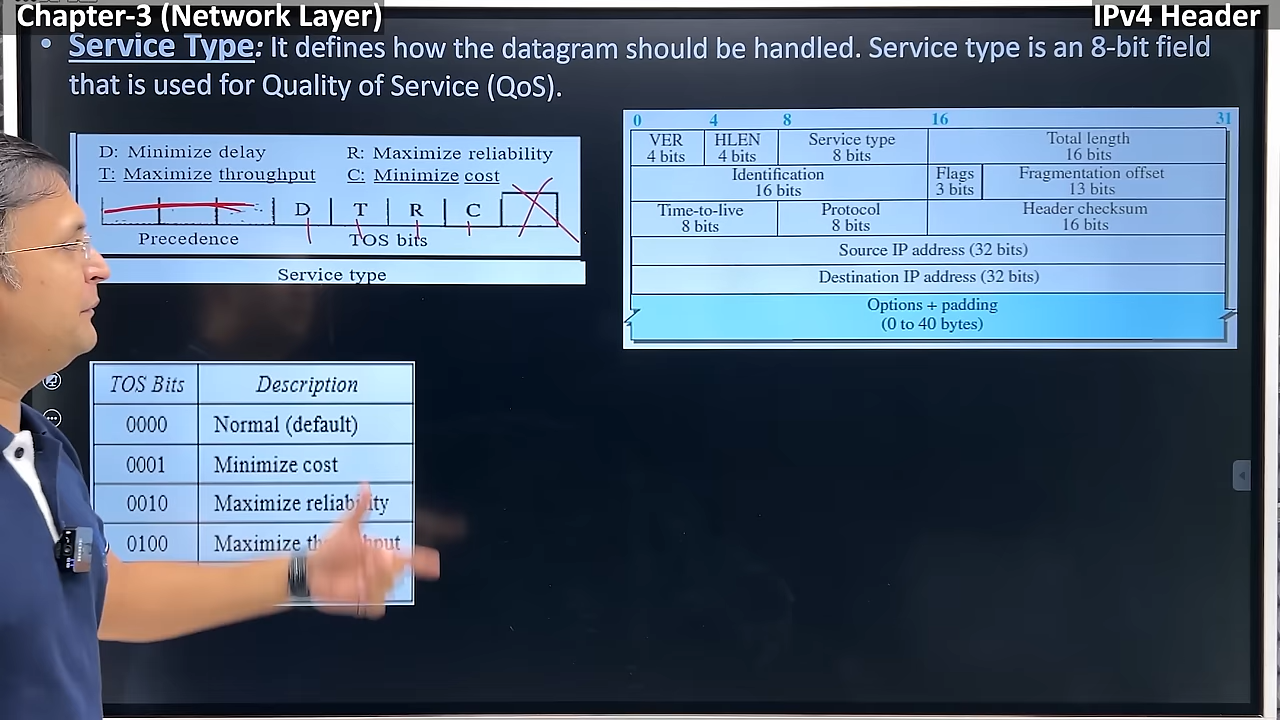 Chapter-3 (Network Layer)
IPv4 Header
• Service Type: It defines how the datagram should be handled. Service type is an 8-bit field
that is used for Quality of Service (QoS).
D: Minimize delay R: Maximize reliability
T: Maximize throughput C: Minimize cost
D T R C
Precedence TOS bits
Service type
0 4 8 16 31
VER HLEN Service type Total length
4 bits 4 bits 8 bits 16 bits
Identification Flags Fragmentation offset
16 bits 3 bits 13 bits
Time-to-live Protocol Header checksum
8 bits 8 bits 16 bits
Source IP address (32 bits)
Destination IP address (32 bits)
Options + padding
(0 to 40 bytes)
TOS Bits Description
0000 Normal (default)
0001 Minimize cost
0010 Maximize reliability
0100 Maximize throughput